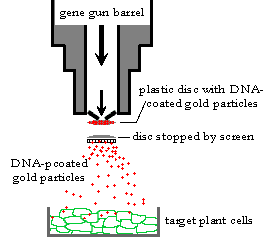 gene gun barrel
plastic disc with DNA-
coated gold particles
disc stopped by screen
DNA-pcoated
gold particles
target plant cells